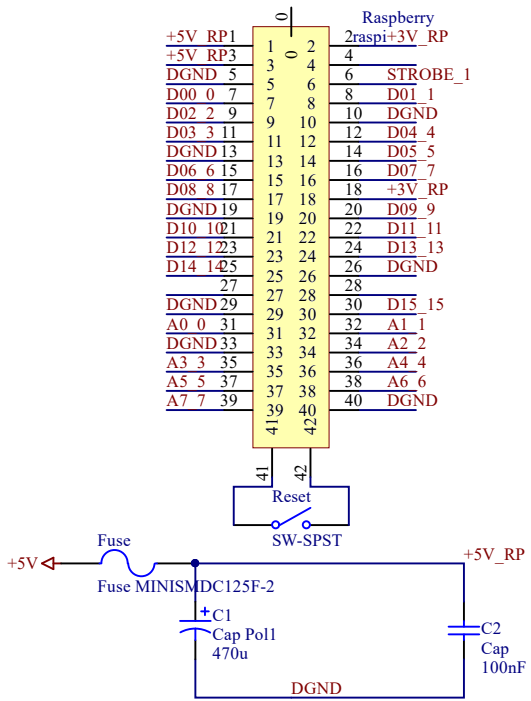 0
Raspberry
raspi
0
+5V_RP 1 1 2 2 +3V_RP
+5V_RP 3 3 4 4
DGND 5 5 6 6 STROBE_1
D00_0 7 7 8 8 D01_1
D02_2 9 9 10 10 DGND
D03_3 11 11 12 12 D04_4
DGND 13 13 14 14 D05_5
D06_6 15 15 16 16 D07_7
D08_8 17 17 18 18 +3V_RP
DGND 19 19 20 20 D09_9
D10_10 21 21 22 22 D11_11
D12_12 23 23 24 24 D13_13
D14_14 25 25 26 26 DGND
27 27 28 28
DGND 29 29 30 30 D15_15
A0_0 31 31 32 32 A1_1
DGND 33 33 34 34 A2_2
A3_3 35 35 36 36 A4_4
A5_5 37 37 38 38 A6_6
A7_7 39 39 40 40 DGND
41 42
41 42
Reset
SW-SPST
Fuse
+5V
+5V_RP
Fuse MINISMDC125F-2
C1
Cap Pol1
470u
C2
Cap
100nF
DGND